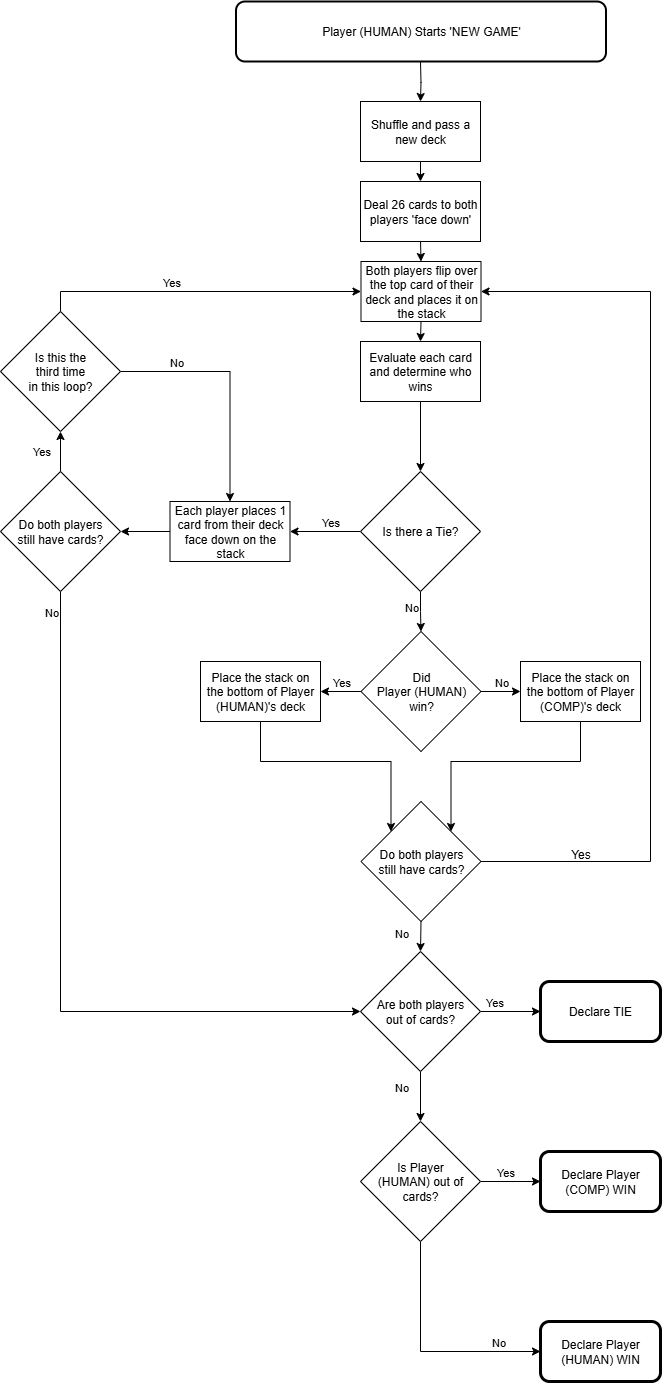 Player (HUMAN) Starts 'NEW GAME'
Shuffle and pass a
new deck
Deal 26 cards to both
players 'face down'
Both players flip over
the top card of their
deck and places it on
the stack
Yes
Evaluate each card
and determine who
wins
Is this the
third time
in this loop?
No
Yes
Do both players
still have cards?
Each player places 1
card from their deck
face down on the
stack
Yes
Is there a Tie?
No
No
Place the stack on
the bottom of Player
(HUMAN)'s deck
Yes
Did
Player (HUMAN)
win?
No
Place the stack on
the bottom of Player
(COMP)'s deck
Do both players
still have cards?
Yes
No
Are both players
out of cards?
Yes
Declare TIE
No
Is Player
(HUMAN) out of
cards?
Yes
Declare Player
(COMP) WIN
No
Declare Player
(HUMAN) WIN